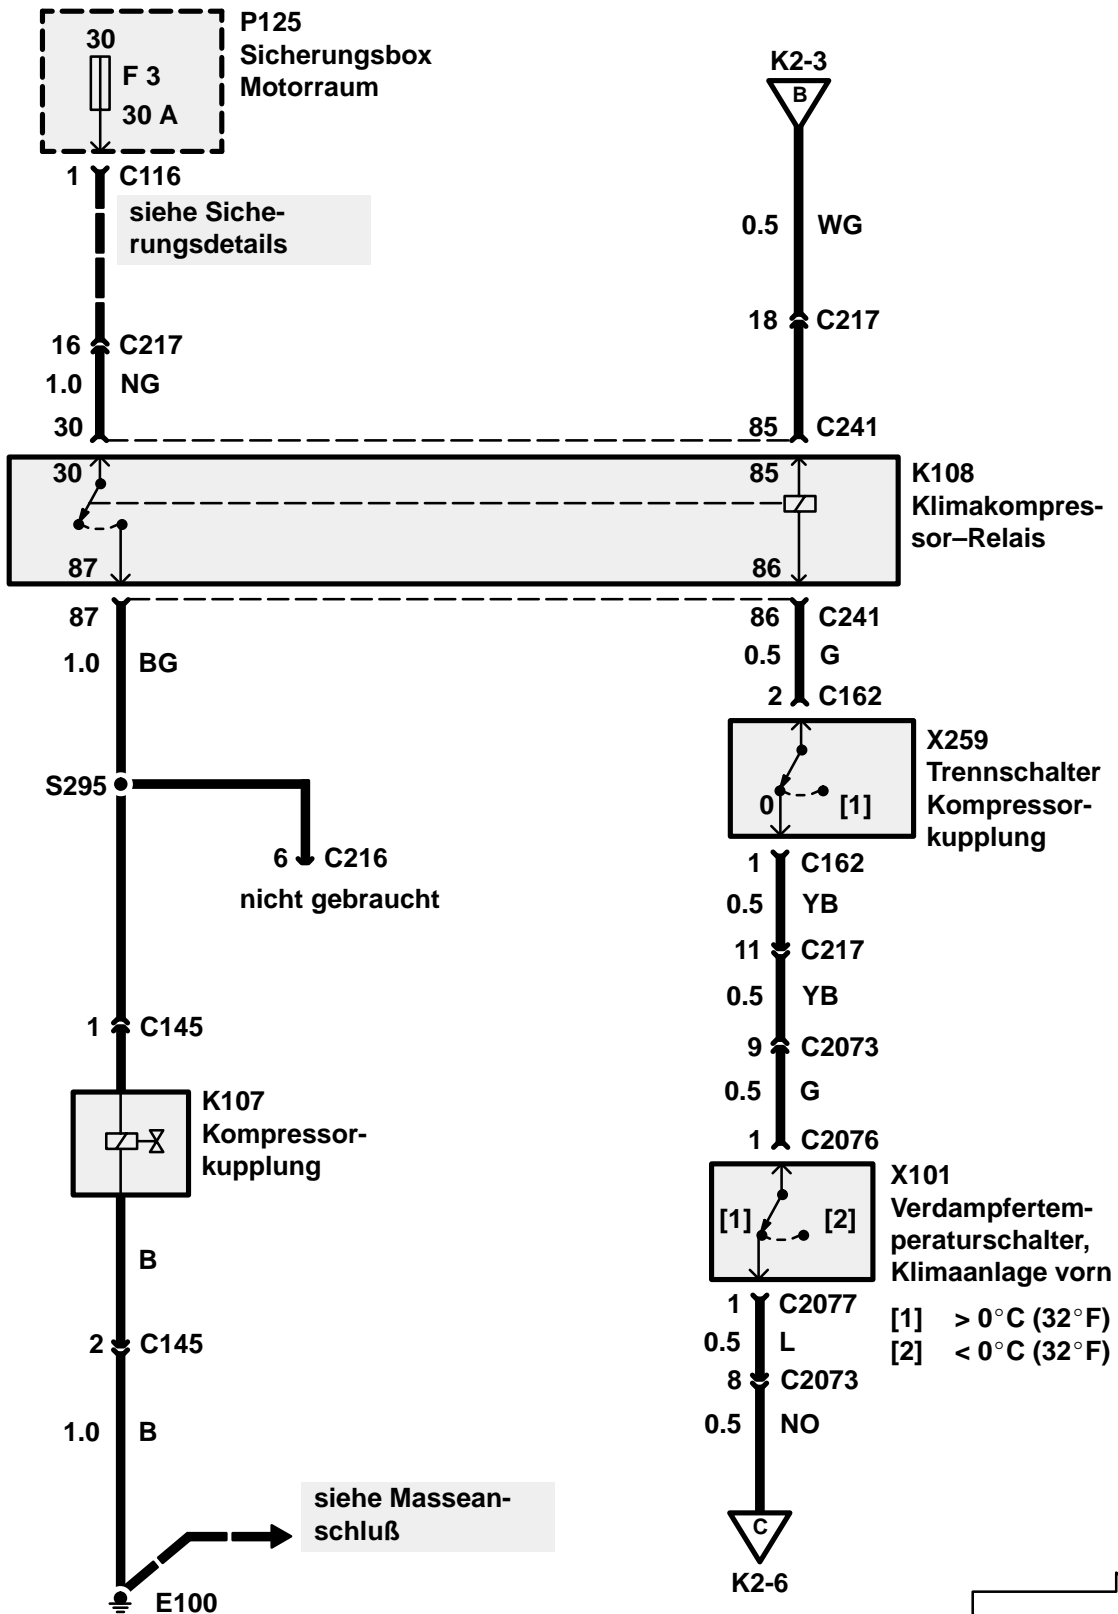 P125
Sicherungsbox
Motorraum
30
F 3
30 A
1 C116
siehe Siche-
rungsdetails
16 C217
1.0 NG
30
K2-3
B
0.5 WG
18 C217
85 C241
30
85
87
86
K108
Klimakompres-
sor–Relais
87
1.0 BG
S295
6 C216
nicht gebraucht
1 C145
K107
Kompressor-
kupplung
B
2 C145
1.0 B
siehe Massean-
schluß
E100
86 C241
0.5 G
2 C162
0 [1]
X259
Trennschalter
Kompressor-
kupplung
1 C162
0.5 YB
11 C217
0.5 YB
9 C2073
0.5 G
1 C2076
[1] [2]
X101
Verdampfertem-
peraturschalter,
Klimaanlage vorn
[1] > 0°C (32°F)
[2] < 0°C (32°F)
1 C2077
0.5 L
8 C2073
0.5 NO
C
K2-6